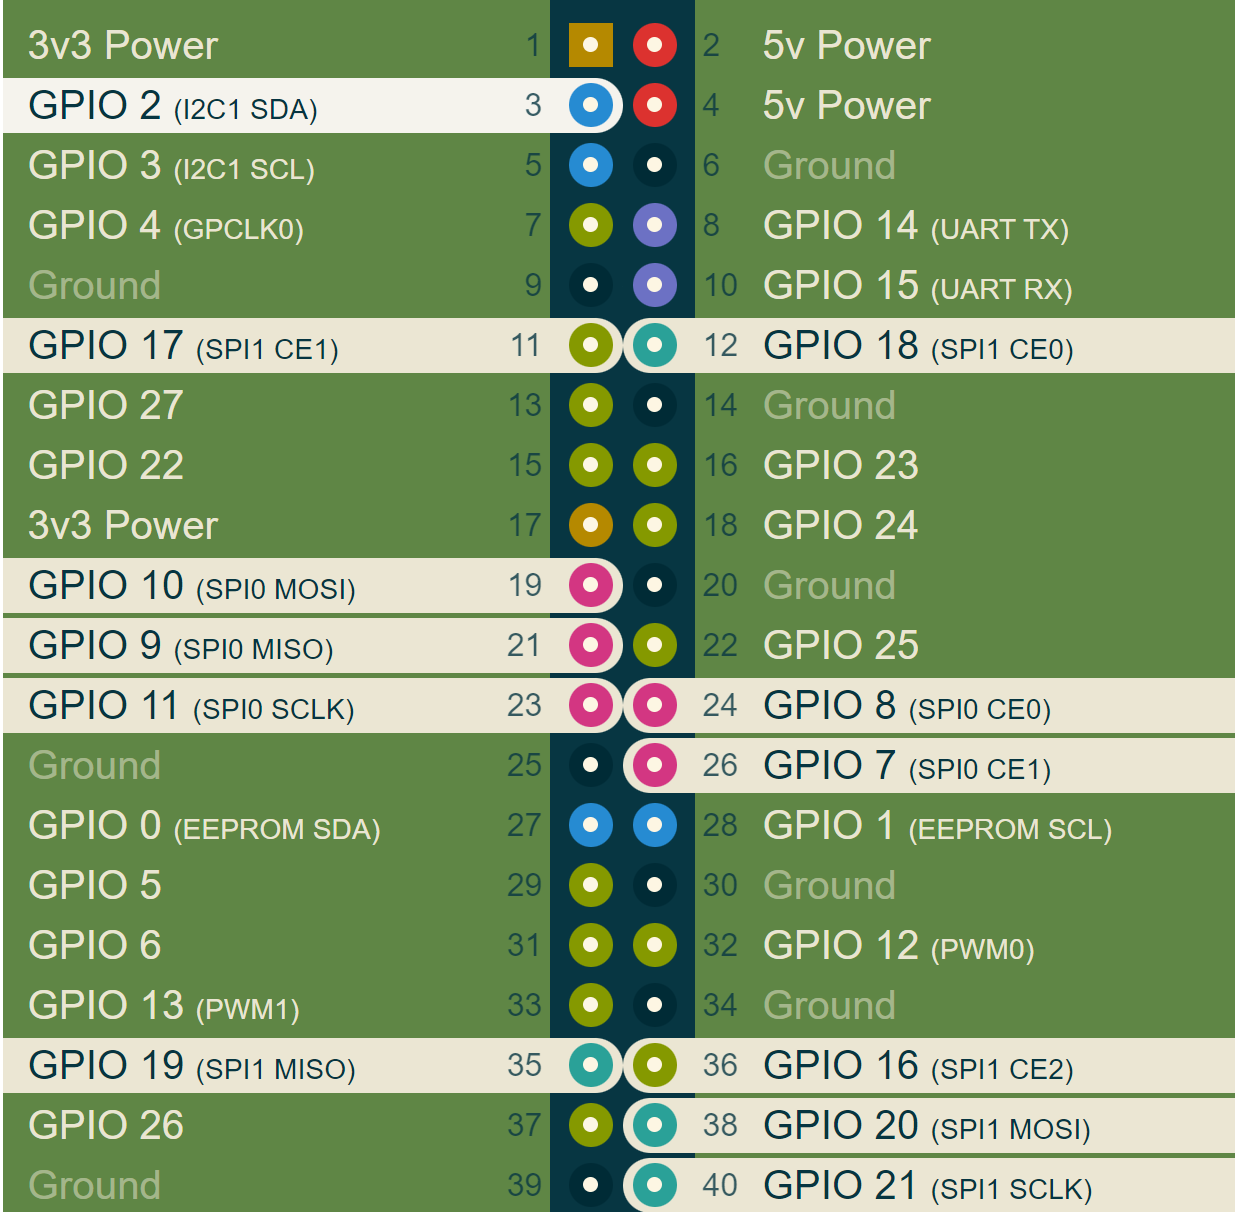 3v3 Power 1 2 5v Power
GPIO 2 (I2C1 SDA) 3 4 5v Power
GPIO 3 (I2C1 SCL) 5 6 Ground
GPIO 4 (GPCLK0) 7 8 GPIO 14 (UART TX)
Ground 9 10 GPIO 15 (UART RX)
GPIO 17 (SPI1 CE1) 11 12 GPIO 18 (SPI1 CE0)
GPIO 27 13 14 Ground
GPIO 22 15 16 GPIO 23
3v3 Power 17 18 GPIO 24
GPIO 10 (SPI0 MOSI) 19 20 Ground
GPIO 9 (SPI0 MISO) 21 22 GPIO 25
GPIO 11 (SPI0 SCLK) 23 24 GPIO 8 (SPI0 CE0)
Ground 25 26 GPIO 7 (SPI0 CE1)
GPIO 0 (EEPROM SDA) 27 28 GPIO 1 (EEPROM SCL)
GPIO 5 29 30 Ground
GPIO 6 31 32 GPIO 12 (PWM0)
GPIO 13 (PWM1) 33 34 Ground
GPIO 19 (SPI1 MISO) 35 36 GPIO 16 (SPI1 CE2)
GPIO 26 37 38 GPIO 20 (SPI1 MOSI)
Ground 39 40 GPIO 21 (SPI1 SCLK)